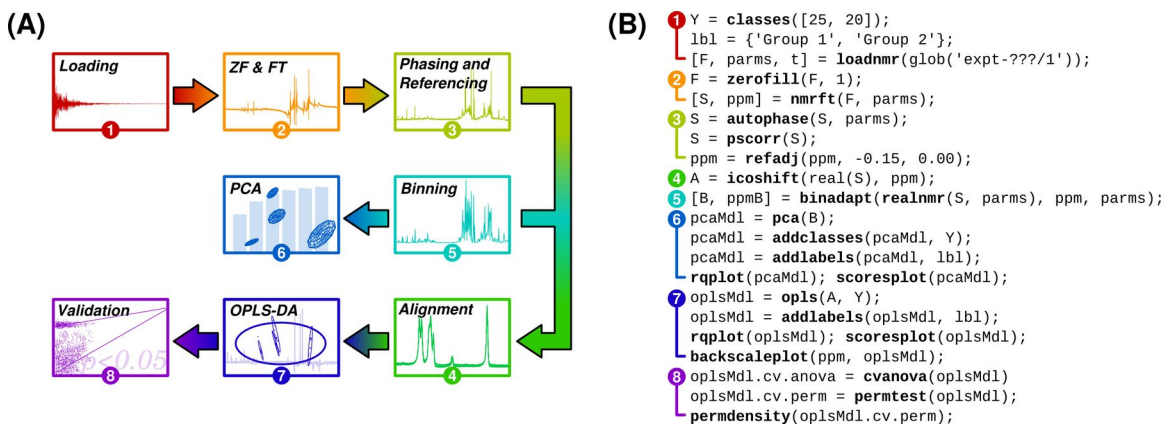 (A)
Loading
1
ZF & FT
2
Phasing and
Referencing
3
PCA
6
Binning
5
Validation
p<0.05
8
OPLS-DA
7
Alignment
4
(B)
1 Y = classes([25, 20]);
lbl = {'Group 1', 'Group 2'};
[F, parms, t] = loadnmr(glob('expt-???/1'));
2 F = zerofill(F, 1);
[S, ppm] = nmrft(F, parms);
3 S = autophase(S, parms);
S = pscorr(S);
ppm = refadj(ppm, -0.15, 0.00);
4 A = icoshift(real(S), ppm);
5 [B, ppmB] = binadapt(realnmr(S, parms), ppm, parms);
6 pcaMdl = pca(B);
pcaMdl = addclasses(pcaMdl, Y);
pcaMdl = addlabels(pcaMdl, lbl);
rqplot(pcaMdl); scoresplot(pcaMdl);
7 oplsMdl = opls(A, Y);
oplsMdl = addlabels(oplsMdl, lbl);
rqplot(oplsMdl); scoresplot(oplsMdl);
backscaleplot(ppm, oplsMdl);
8 oplsMdl.cv.anova = cvanova(oplsMdl)
oplsMdl.cv.perm = permtest(oplsMdl);
permdensity(oplsMdl.cv.perm);